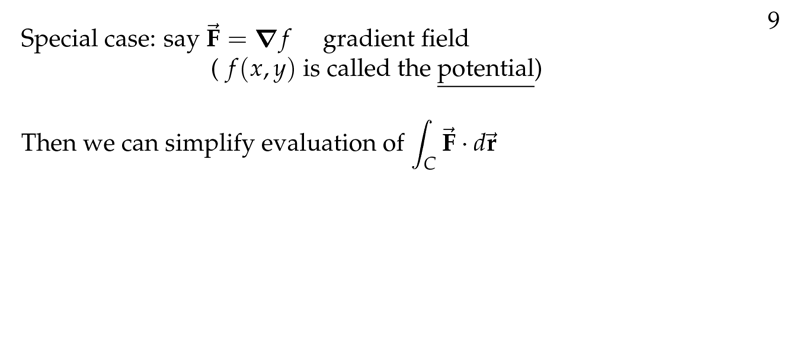 9
Special case: say $\vec{\mathbf{F}} = \boldsymbol{\nabla} f$ gradient field
( $f(x,y)$ is called the potential)
Then we can simplify evaluation of $\int_C \vec{\mathbf{F}} \cdot d\vec{\mathbf{r}}$